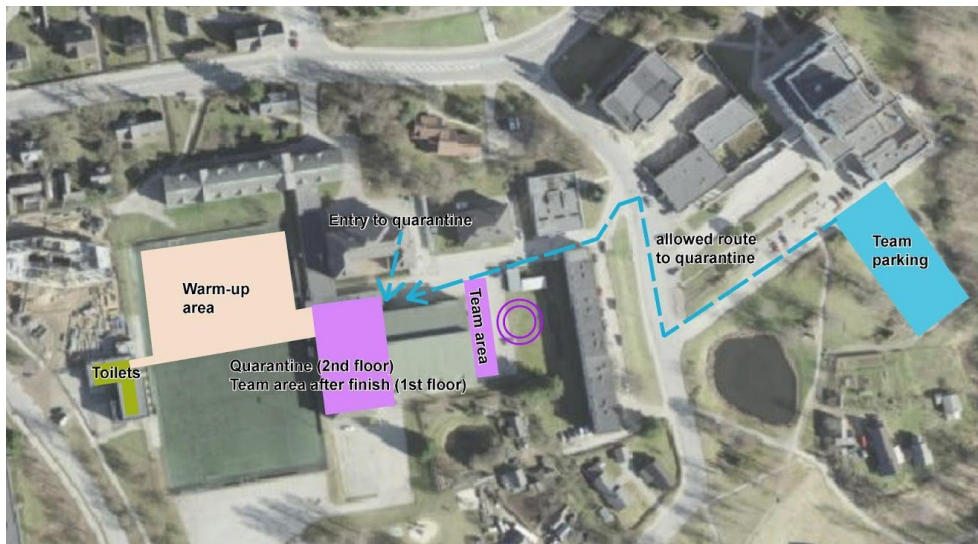 Entry to quarantine
allowed route
to quarantine
Team
parking
Warm-up
area
Team area
Toilets
Quarantine (2nd floor)
Team area after finish (1st floor)